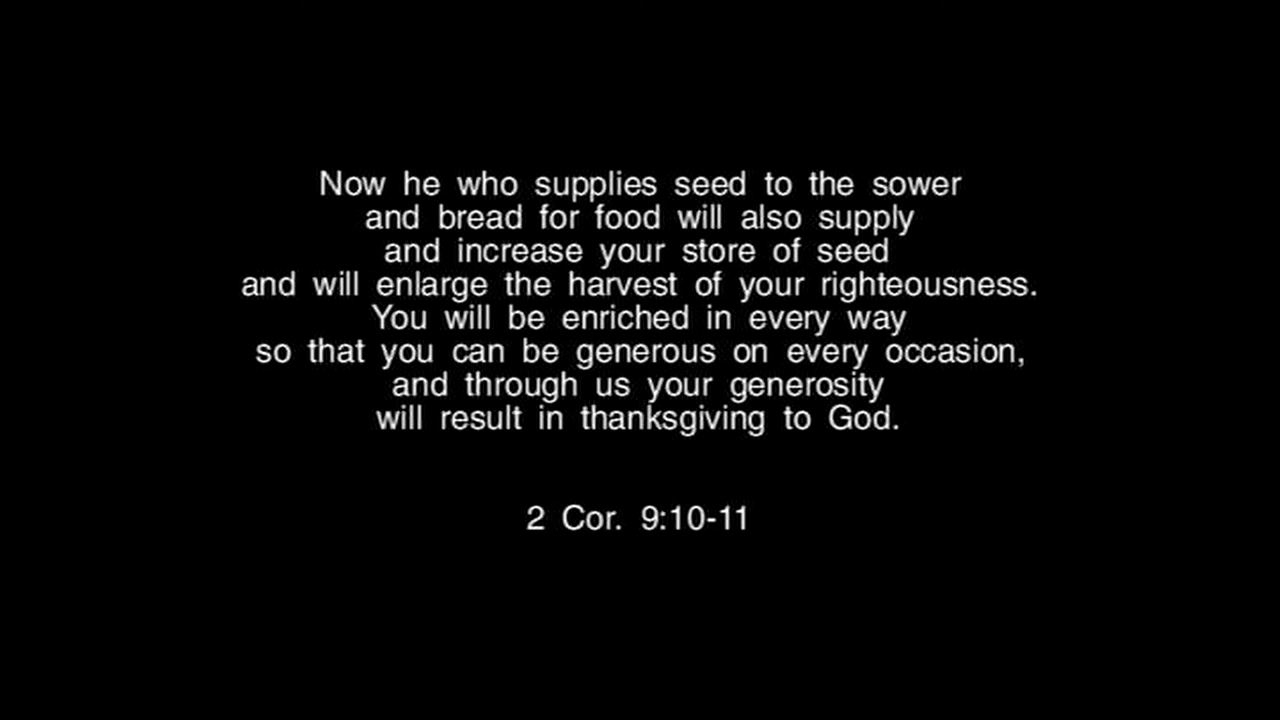 Now he who supplies seed to the sower
and bread for food will also supply
and increase your store of seed
and will enlarge the harvest of your righteousness.
You will be enriched in every way
so that you can be generous on every occasion,
and through us your generosity
will result in thanksgiving to God.
2 Cor. 9:10-11